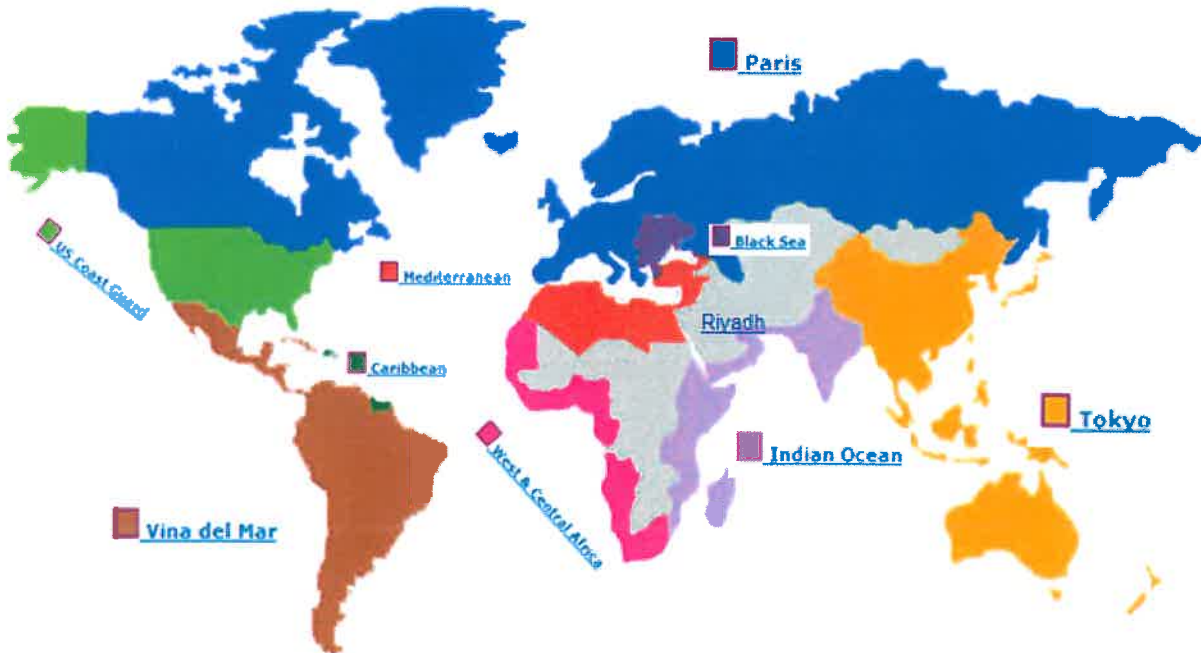 Paris
US Coast Guard
Mediterranean
Black Sea
Riyadh
Caribbean
Tokyo
West & Central Africa
Indian Ocean
Vina del Mar